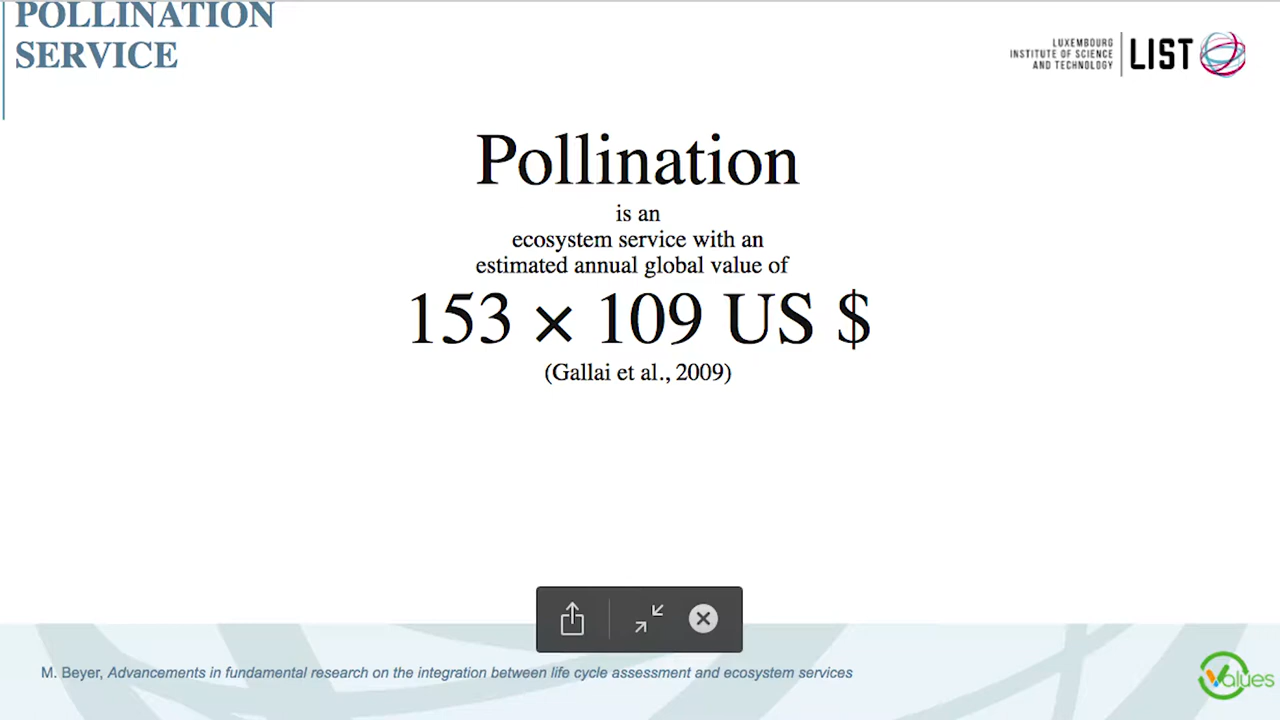 POLLINATION
SERVICE
LUXEMBOURG
INSTITUTE OF SCIENCE
AND TECHNOLOGY
LIST
Pollination
is an
ecosystem service with an
estimated annual global value of
153 × 109 US $
(Gallai et al., 2009)
M. Beyer, Advancements in fundamental research on the integration between life cycle assessment and ecosystem services
Values